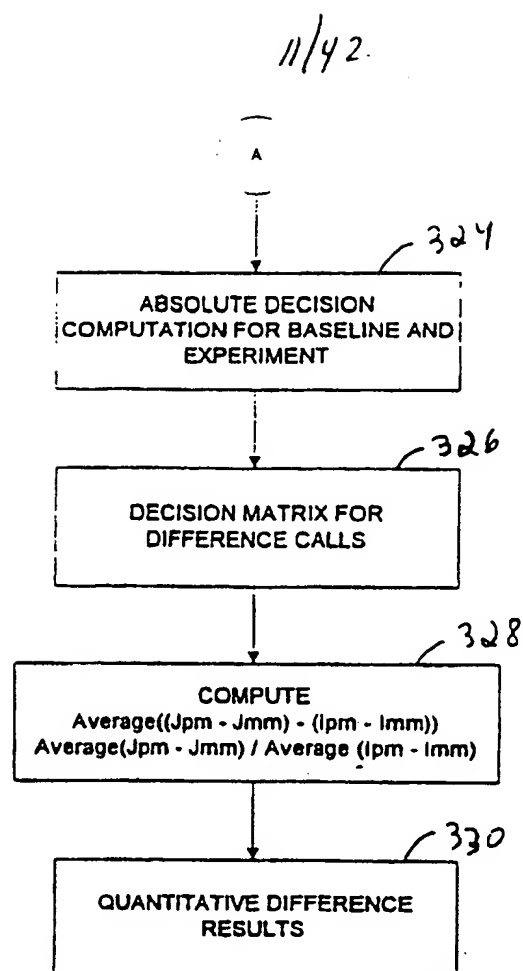 11/42.
A
324
ABSOLUTE DECISION
COMPUTATION FOR BASELINE AND
EXPERIMENT
326
DECISION MATRIX FOR
DIFFERENCE CALLS
328
COMPUTE
Average((Jpm - Jmm) - (Ipm - Imm))
Average(Jpm - Jmm) / Average (Ipm - Imm)
330
QUANTITATIVE DIFFERENCE
RESULTS